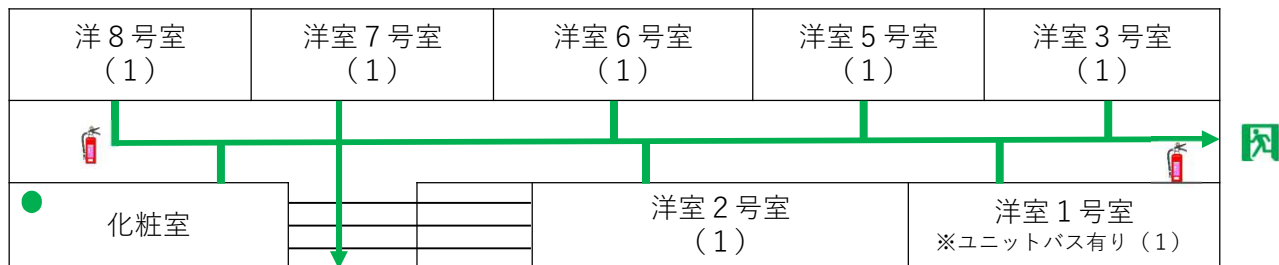 洋８号室
（１）
洋室７号室
（１）
洋室６号室
（１）
洋室５号室
（１）
洋室３号室
（１）
化粧室
洋室２号室
（１）
洋室１号室
※ユニットバス有り（１）